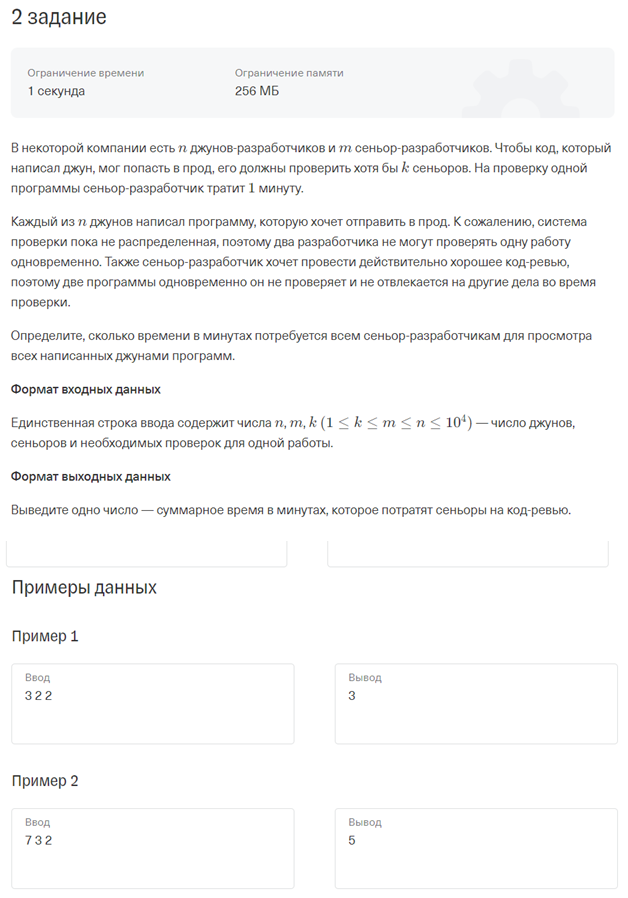 2 задание
Ограничение времени
Ограничение памяти
1 секунда
256 МБ
В некоторой компании есть n джунов-разработчиков и m сеньор-разработчиков. Чтобы код, который
написал джун, мог попасть в прод, его должны проверить хотя бы k сеньоров. На проверку одной
программы сеньор-разработчик тратит 1 минуту.
Каждый из n джунов написал программу, которую хочет отправить в прод. К сожалению, система
проверки пока не распределенная, поэтому два разработчика не могут проверять одну работу
одновременно. Также сеньор-разработчик хочет провести действительно хорошее код-ревью,
поэтому две программы одновременно он не проверяет и не отвлекается на другие дела во время
проверки.
Определите, сколько времени в минутах потребуется всем сеньор-разработчикам для просмотра
всех написанных джунами программ.
Формат входных данных
Единственная строка ввода содержит числа n, m, k (1 ≤ k ≤ m ≤ n ≤ 10⁴) — число джунов,
сеньоров и необходимых проверок для одной работы.
Формат выходных данных
Выведите одно число — суммарное время в минутах, которое потратят сеньоры на код-ревью.
Примеры данных
Пример 1
Ввод
3 2 2
Вывод
3
Пример 2
Ввод
7 3 2
Вывод
5